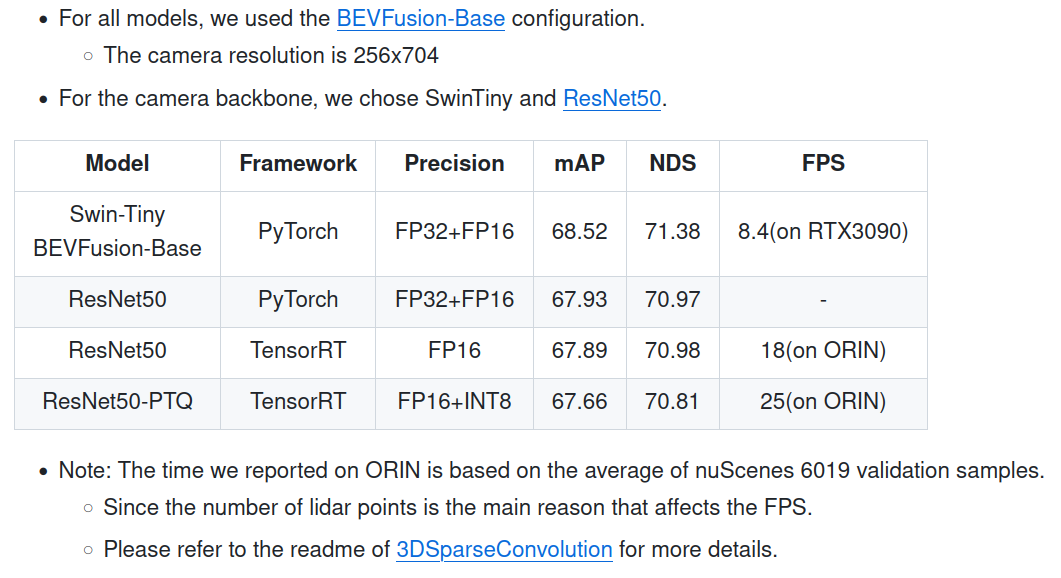 For all models, we used the BEVFusion-Base configuration.
The camera resolution is 256x704
For the camera backbone, we chose SwinTiny and ResNet50.
Model Framework Precision mAP NDS FPS
Swin-Tiny
BEVFusion-Base PyTorch FP32+FP16 68.52 71.38 8.4(on RTX3090)
ResNet50 PyTorch FP32+FP16 67.93 70.97 -
ResNet50 TensorRT FP16 67.89 70.98 18(on ORIN)
ResNet50-PTQ TensorRT FP16+INT8 67.66 70.81 25(on ORIN)
Note: The time we reported on ORIN is based on the average of nuScenes 6019 validation samples.
Since the number of lidar points is the main reason that affects the FPS.
Please refer to the readme of 3DSparseConvolution for more details.